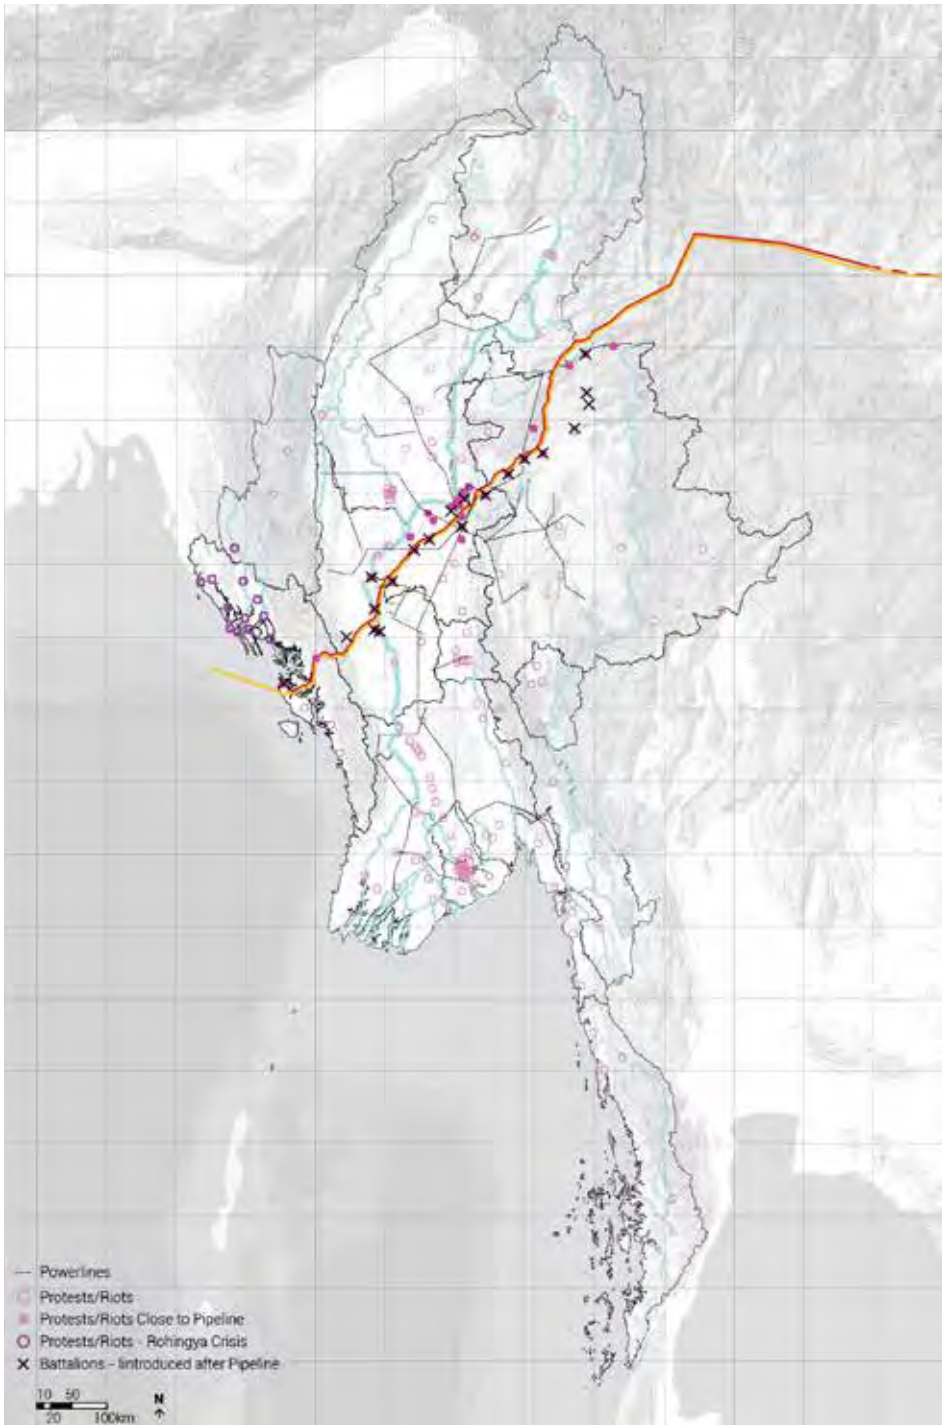 Powerlines
Protests/Riots
Protests/Riots Close to Pipeline
Protests/Riots - Rohingya Crisis
Battalions - Iintroduced after Pipeline
10 50
20 100km
N